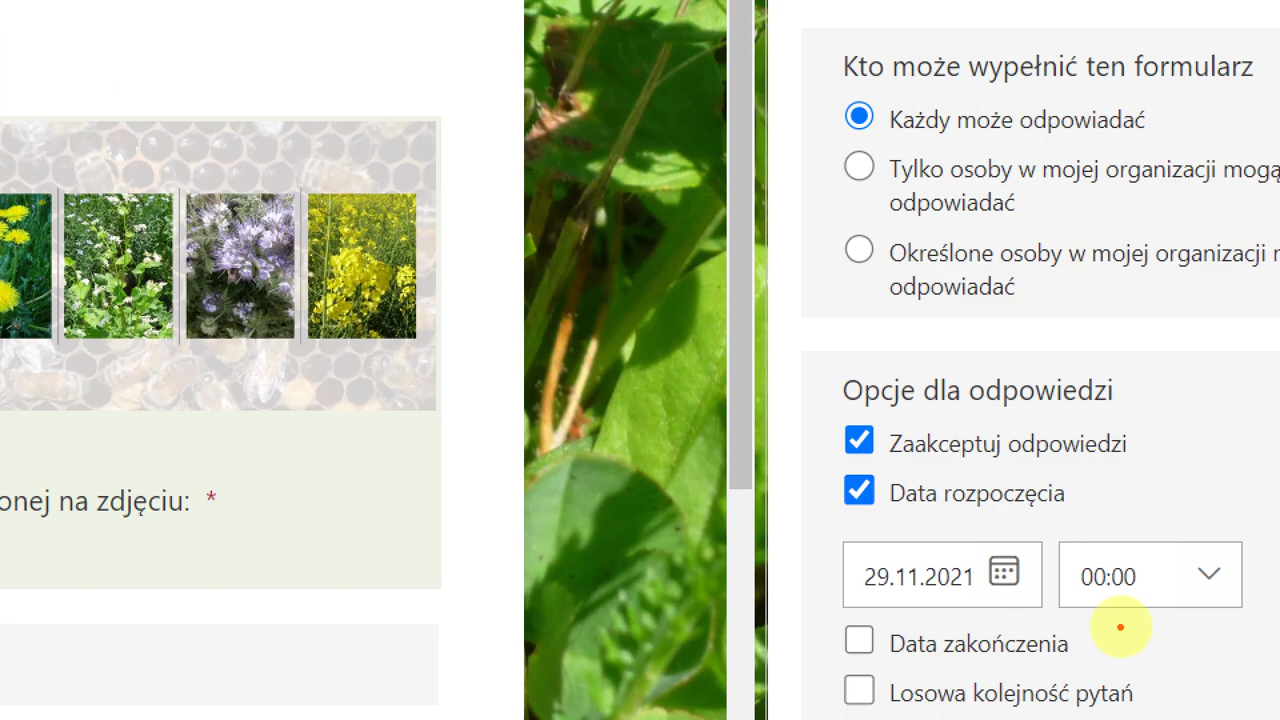 onej na zdjęciu: *
Kto może wypełnić ten formularz
Każdy może odpowiadać
Tylko osoby w mojej organizacji mogą
odpowiadać
Określone osoby w mojej organizacji
odpowiadać
Opcje dla odpowiedzi
Zaakceptuj odpowiedzi
Data rozpoczęcia
29.11.2021
00:00
Data zakończenia
Losowa kolejność pytań